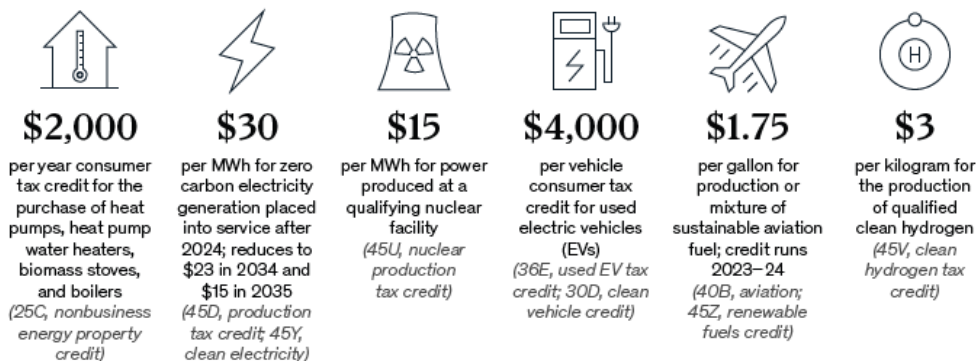 H
$2,000
per year consumer
tax credit for the
purchase of heat
pumps, heat pump
water heaters,
biomass stoves,
and boilers
(25C, nonbusiness
energy property
credit)
$30
per MWh for zero
carbon electricity
generation placed
into service after
2024; reduces to
$23 in 2034 and
$15 in 2035
(45D, production
tax credit; 45Y,
clean electricity)
$15
per MWh for power
produced at a
qualifying nuclear
facility
(45U, nuclear
production
tax credit)
$4,000
per vehicle
consumer tax
credit for used
electric vehicles
(EVs)
(36E, used EV tax
credit; 30D, clean
vehicle credit)
$1.75
per gallon for
production or
mixture of
sustainable aviation
fuel; credit runs
2023–24
(40B, aviation;
45Z, renewable
fuels credit)
$3
per kilogram for
the production
of qualified
clean hydrogen
(45V, clean
hydrogen tax
credit)